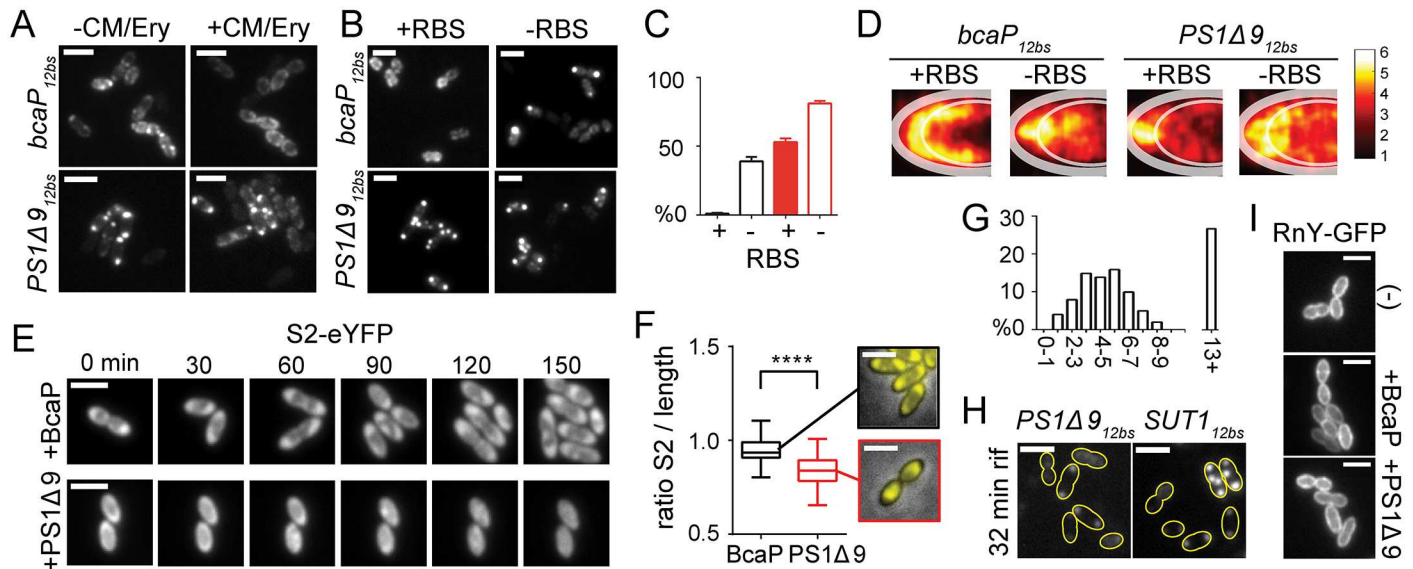 A
-CM/Ery
+CM/Ery
bcaP12bs
PS1Δ912bs
B
+RBS
-RBS
bcaP12bs
PS1Δ912bs
C
100
50
%0
+ - + -
RBS
D
bcaP12bs
PS1Δ912bs
+RBS
-RBS
+RBS
-RBS
6
5
4
3
2
1
E
S2-eYFP
0 min 30 60 90 120 150
+BcaP
+PS1Δ9
F
ratio S2 / length
1.5
1.0
0.5
****
BcaP PS1Δ9
G
30
20
10
%0
0-1
2-3
4-5
6-7
8-9
13+
H
PS1Δ912bs
SUT112bs
32 min rif
I
RnY-GFP
(-)
+BcaP
+PS1Δ9